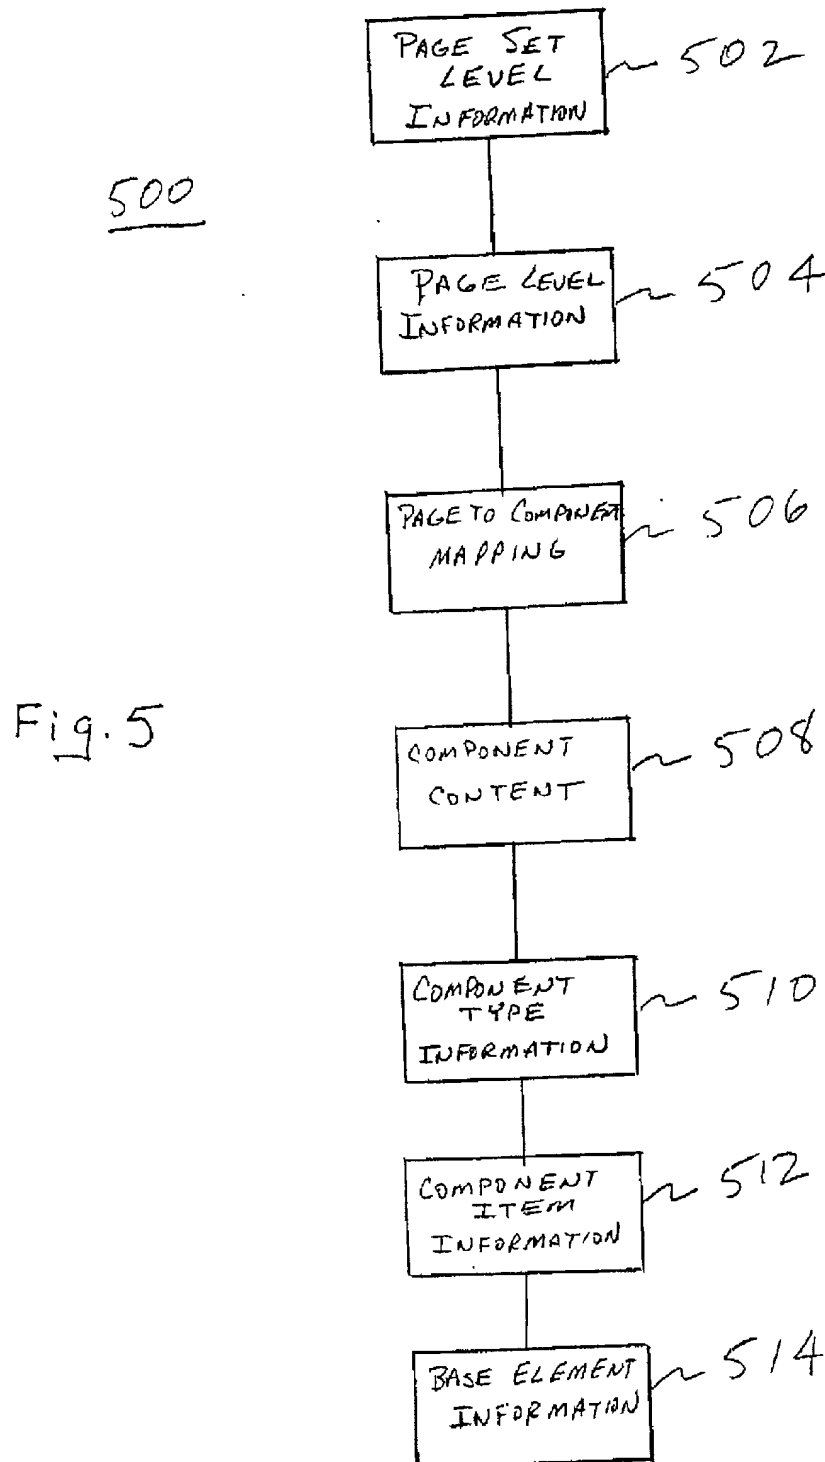 PAGE SET
LEVEL
INFORMATION
502
500
PAGE LEVEL
INFORMATION
504
PAGE TO COMPONENT
MAPPING
506
Fig. 5
COMPONENT
CONTENT
508
COMPONENT
TYPE
INFORMATION
510
COMPONENT
ITEM
INFORMATION
512
BASE ELEMENT
INFORMATION
514